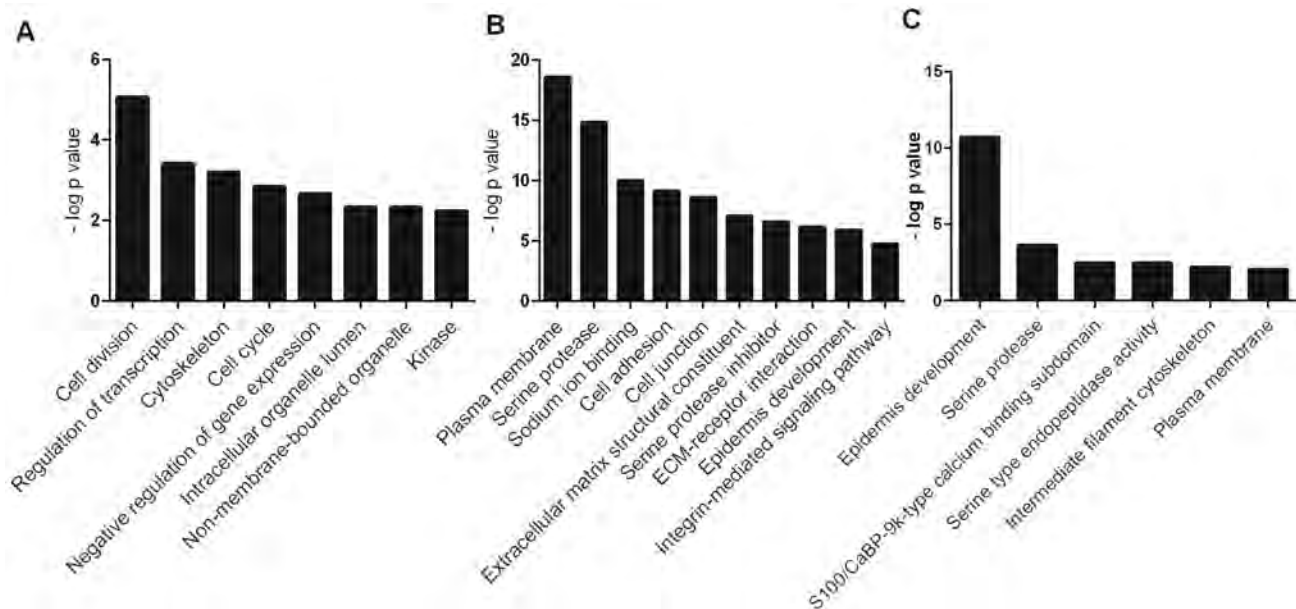 A
- log p value
6
4
2
0
Cell division
Regulation of transcription
Cytoskeleton
Cell cycle
Negative regulation of gene expression
Intracellular organelle lumen
Non-membrane-bounded organelle
Kinase
B
- log p value
20
15
10
5
0
Plasma membrane
Serine protease
Sodium ion binding
Cell adhesion
Cell junction
Extracellular matrix structural constituent
Serine protease inhibitor
ECM-receptor interaction
Epidermis development
Integrin-mediated signaling pathway
C
- log p value
15
10
5
0
Epidermis development
Serine protease
S100/CaBP-9k-type calcium binding subdomain
Serine type endopeptidase activity
Intermediate filament cytoskeleton
Plasma membrane